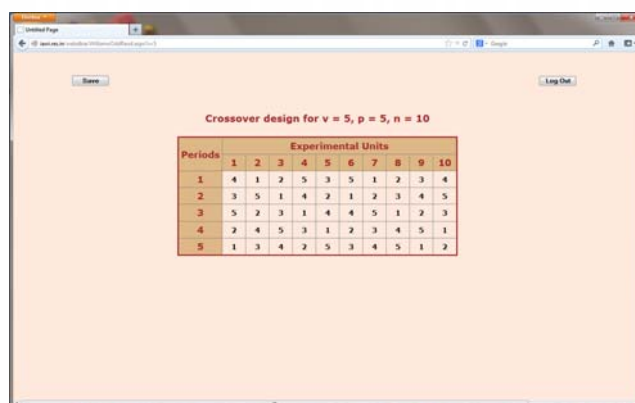 Firefox
Untitled Page
Google
Save
Log Out
Crossover design for v = 5, p = 5, n = 10
Experimental Units
Periods 1 2 3 4 5 6 7 8 9 10
1 4 1 2 5 3 5 1 2 3 4
2 3 5 1 4 2 1 2 3 4 5
3 5 2 3 1 4 4 5 1 2 3
4 2 4 5 3 1 2 3 4 5 1
5 1 3 4 2 5 3 4 5 1 2